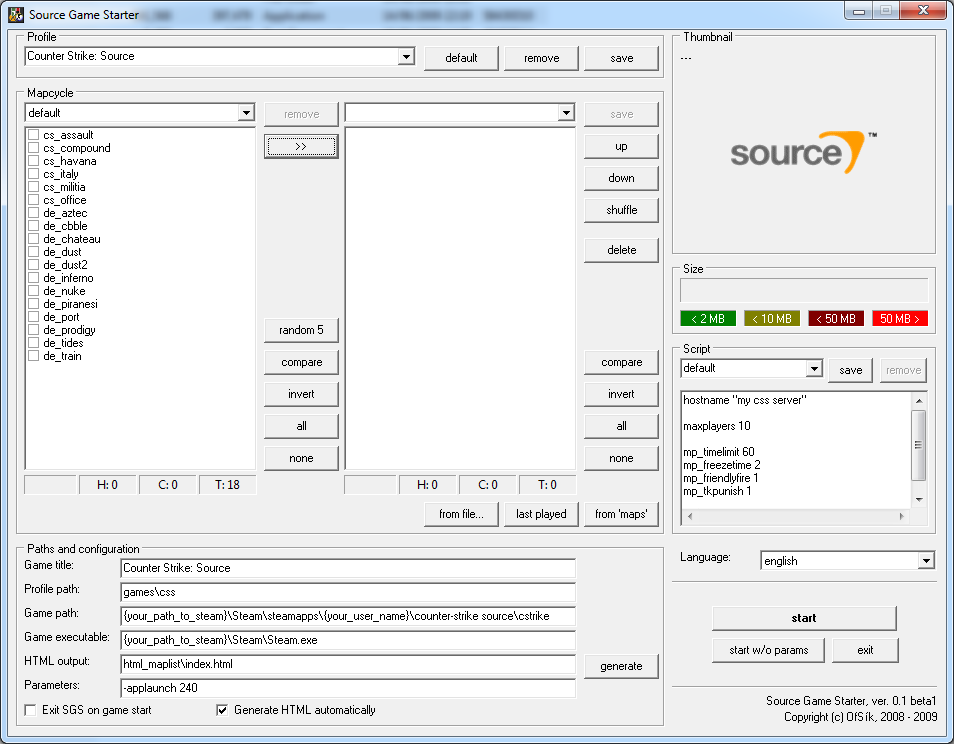 Source Game Starter
Profile
Counter Strike: Source
default
remove
save
Mapcycle
default
remove
save
>>
cs_assault
cs_compound
cs_havana
cs_italy
cs_militia
cs_office
de_aztec
de_cbble
de_chateau
de_dust
de_dust2
de_inferno
de_nuke
de_piranesi
de_port
de_prodigy
de_tides
de_train
random 5
compare
invert
all
none
up
down
shuffle
delete
compare
invert
all
none
H: 0
C: 0
T: 18
H: 0
C: 0
T: 0
from file...
last played
from 'maps'
Paths and configuration
Game title:
Counter Strike: Source
Profile path:
games\css
Game path:
{your_path_to_steam}\Steam\steamapps\{your_user_name}\counter-strike source\cstrike
Game executable:
{your_path_to_steam}\Steam\Steam.exe
HTML output:
html_maplist\index.html
generate
Parameters:
-applaunch 240
Exit SGS on game start
Generate HTML automatically
Thumbnail
---
source™
Size
< 2 MB
< 10 MB
< 50 MB
50 MB >
Script
default
save
remove
hostname "my css server"
maxplayers 10
mp_timelimit 60
mp_freezetime 2
mp_friendlyfire 1
mp_tkpunish 1
Language:
english
start
start w/o params
exit
Source Game Starter, ver. 0.1 beta1
Copyright (c) OfSík, 2008 - 2009